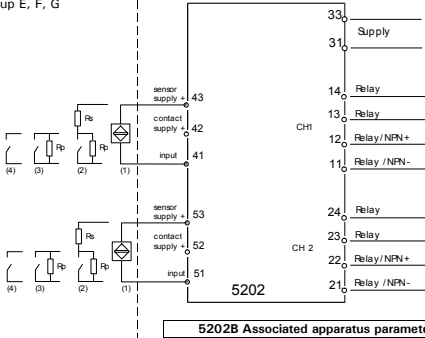 up E, F, G
33
Supply
31
sensor
supply + 43
contact
supply + 42
input 41
14 Relay
13 Relay
CH1
12 Relay/NPN+
11 Relay /NPN-
Rs
Rp
Rp
(4) (3) (2) (1)
sensor
supply + 53
contact
supply + 52
input 51
24 Relay
23 Relay
CH 2
22 Relay/NPN+
21 Relay /NPN-
Rs
Rp
Rp
(4) (3) (2) (1)
5202
5202B Associated apparatus paramete